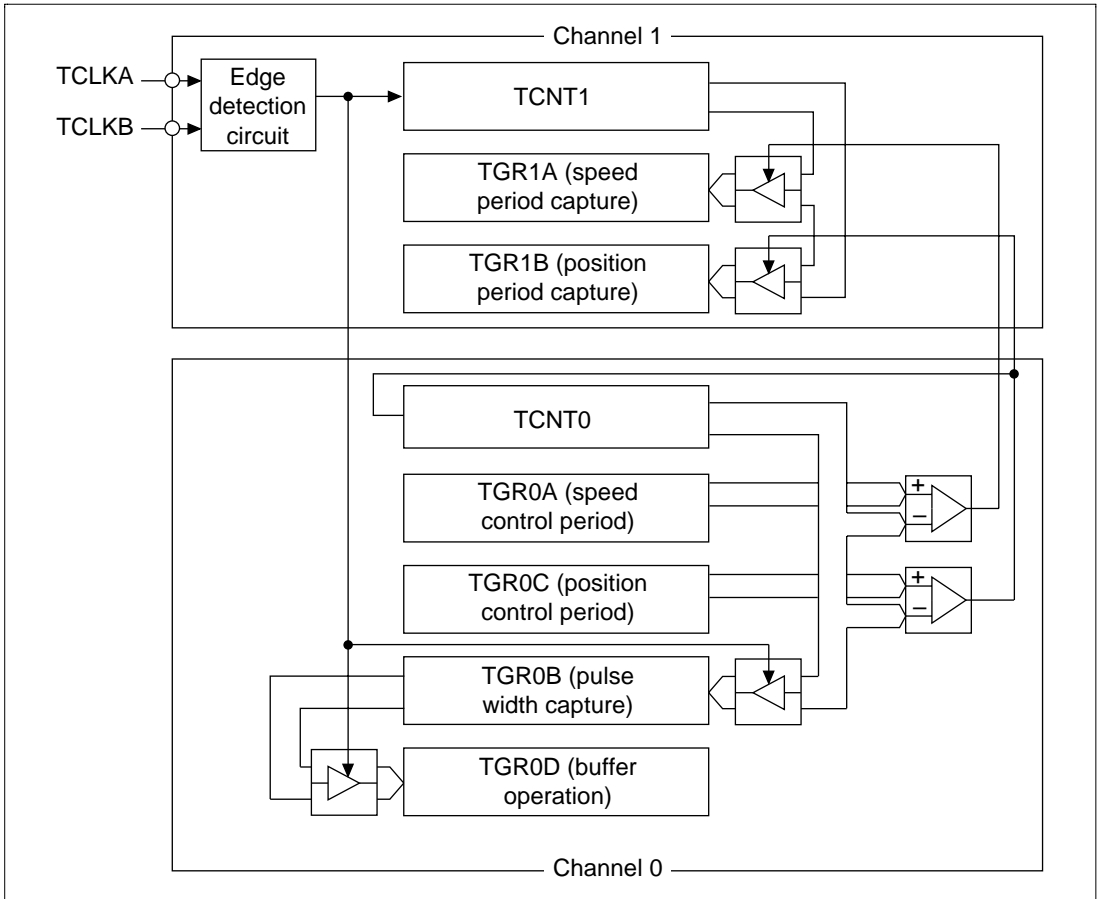 Channel 1
TCLKA
TCLKB
Edge
detection
circuit
TCNT1
TGR1A (speed
period capture)
TGR1B (position
period capture)
TCNT0
TGR0A (speed
control period)
+
−
TGR0C (position
control period)
+
−
TGR0B (pulse
width capture)
TGR0D (buffer
operation)
Channel 0